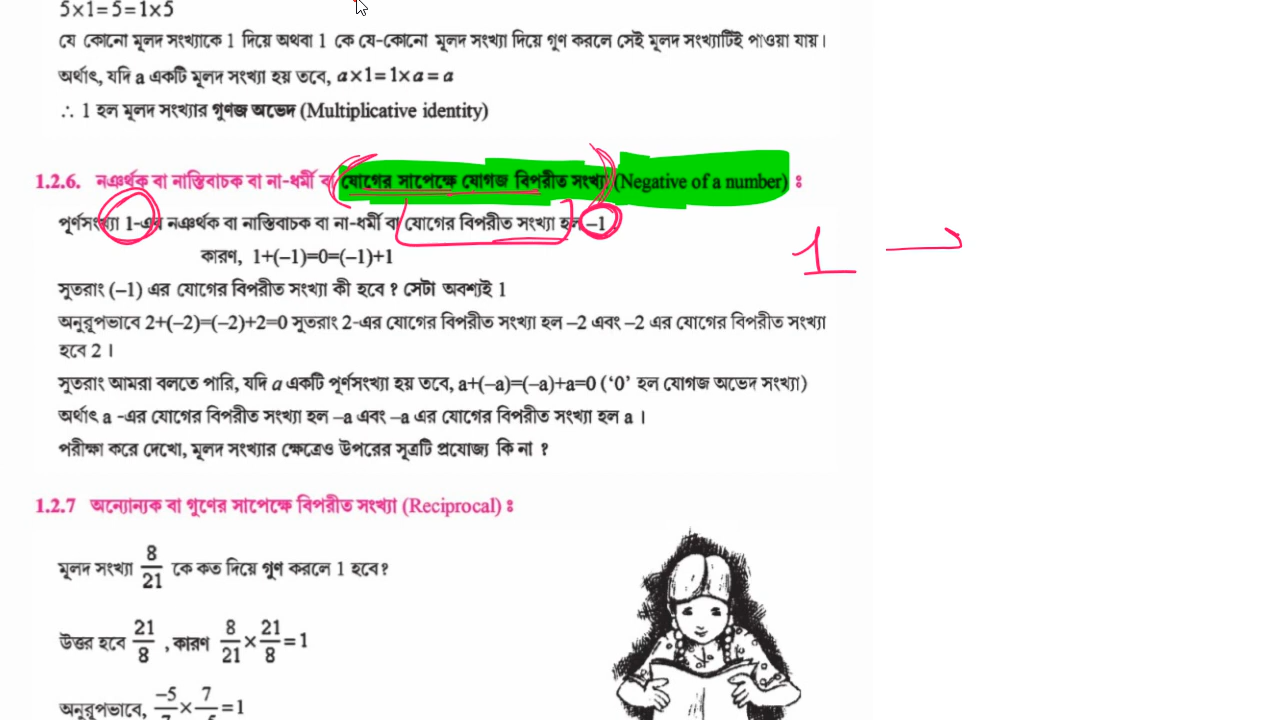 5×1=5=1×5
যে কোনো মূলদ সংখ্যাকে 1 দিয়ে অথবা 1 কে যে-কোনো মূলদ সংখ্যা দিয়ে গুণ করলে সেই মূলদ সংখ্যাটিই পাওয়া যায়।
অর্থাৎ, যদি a একটি মূলদ সংখ্যা হয় তবে, a×1=1×a=a
∴ 1 হল মূলদ সংখ্যার গুণজ অভেদ (Multiplicative identity)
1.2.6. নঞর্থক বা নাস্তিবাচক বা না-ধর্মী বা যোগের সাপেক্ষে যোগজ বিপরীত সংখ্যা (Negative of a number) ঃ
পূর্ণসংখ্যা 1-এর নঞর্থক বা নাস্তিবাচক বা না-ধর্মী বা যোগের বিপরীত সংখ্যা হল –1
1 →
কারণ, 1+(–1)=0=(–1)+1
সুতরাং (–1) এর যোগের বিপরীত সংখ্যা কী হবে ? সেটা অবশ্যই 1
অনুরূপভাবে 2+(–2)=(–2)+2=0 সুতরাং 2-এর যোগের বিপরীত সংখ্যা হল –2 এবং –2 এর যোগের বিপরীত সংখ্যা
হবে 2 ।
সুতরাং আমরা বলতে পারি, যদি a একটি পূর্ণসংখ্যা হয় তবে, a+(–a)=(–a)+a=0 (‘0’ হল যোগজ অভেদ সংখ্যা)
অর্থাৎ a -এর যোগের বিপরীত সংখ্যা হল –a এবং –a এর যোগের বিপরীত সংখ্যা হল a ।
পরীক্ষা করে দেখো, মূলদ সংখ্যার ক্ষেত্রেও উপরের সূত্রটি প্রযোজ্য কি না ?
1.2.7 অন্যোন্যক বা গুণের সাপেক্ষে বিপরীত সংখ্যা (Reciprocal) ঃ
মূলদ সংখ্যা 8/21 কে কত দিয়ে গুণ করলে 1 হবে?
উত্তর হবে 21/8 , কারণ 8/21 × 21/8 = 1
অনুরূপভাবে, –5/7 × 7/–5 =1